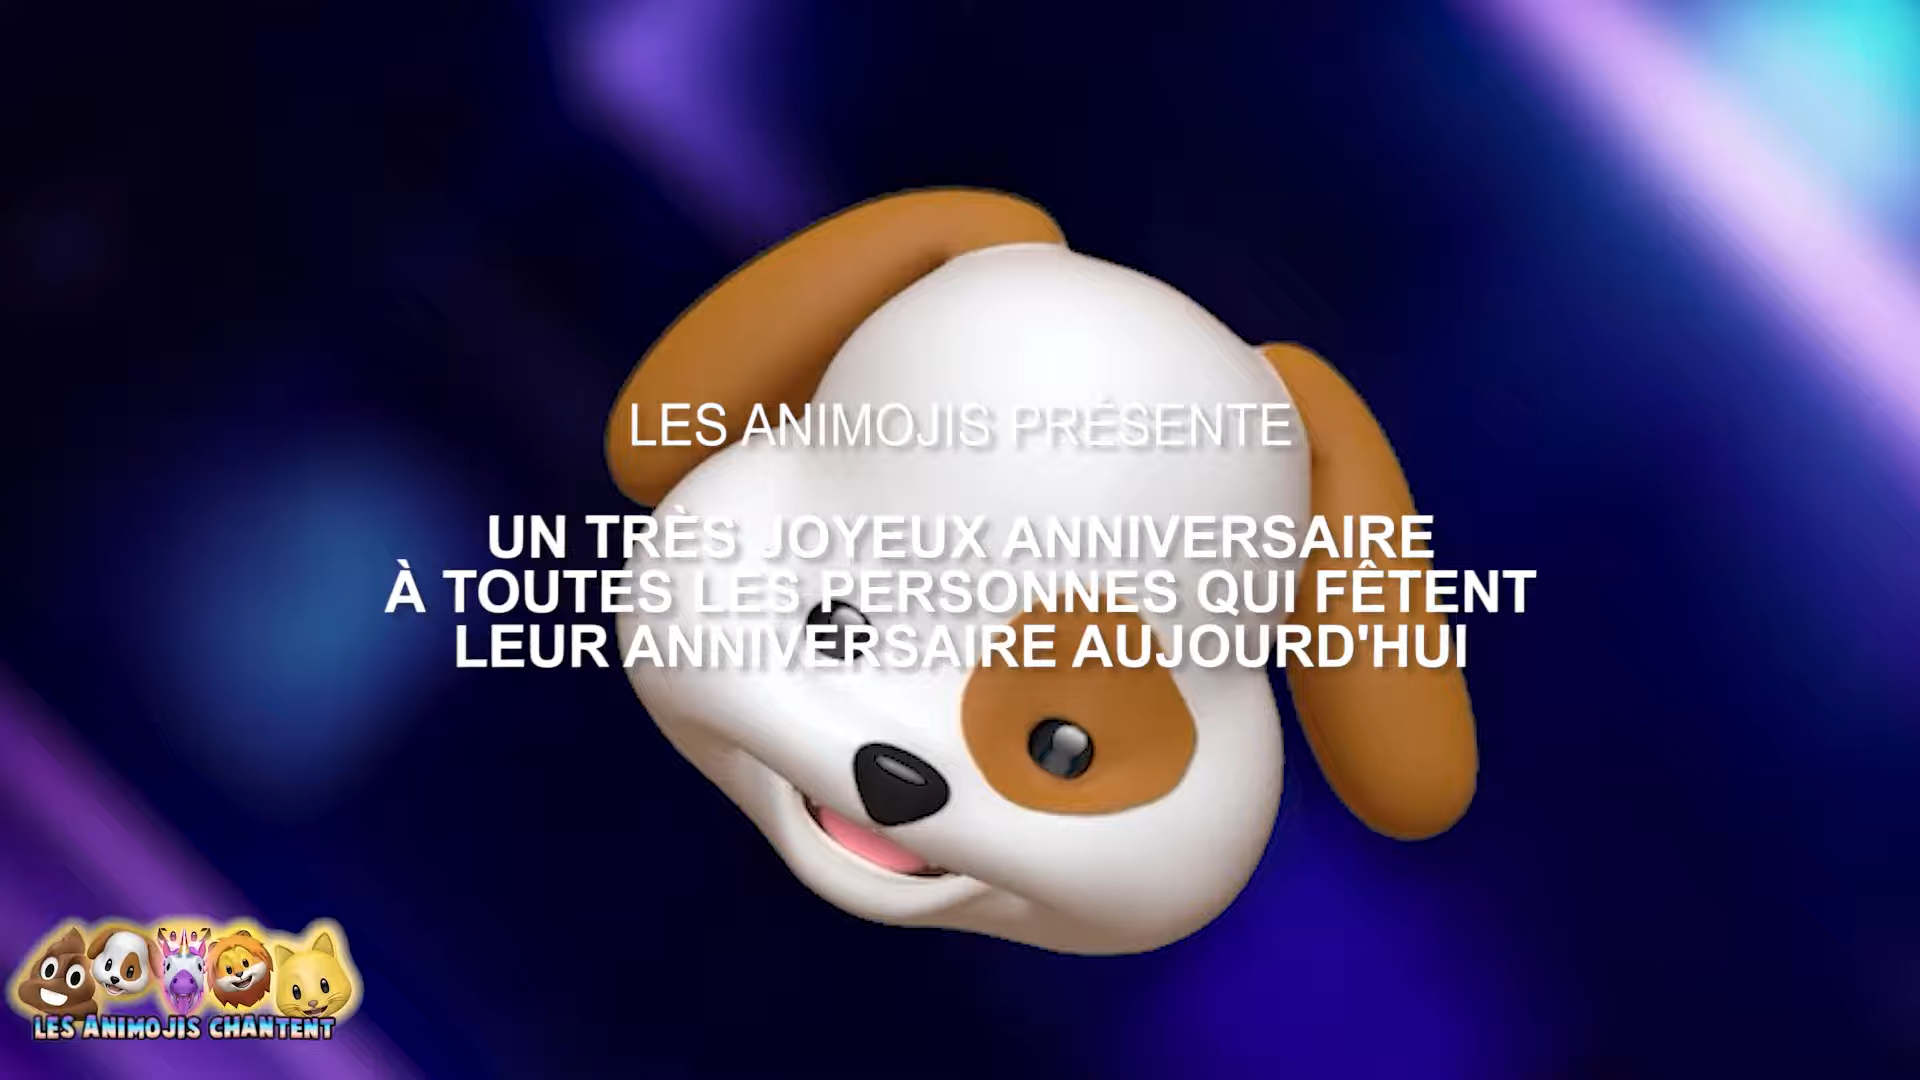 LES ANIMOJIS PRÉSENTE
UN TRÈS JOYEUX ANNIVERSAIRE
À TOUTES LES PERSONNES QUI FÊTENT
LEUR ANNIVERSAIRE AUJOURD'HUI
LES ANIMOJIS CHANTENT